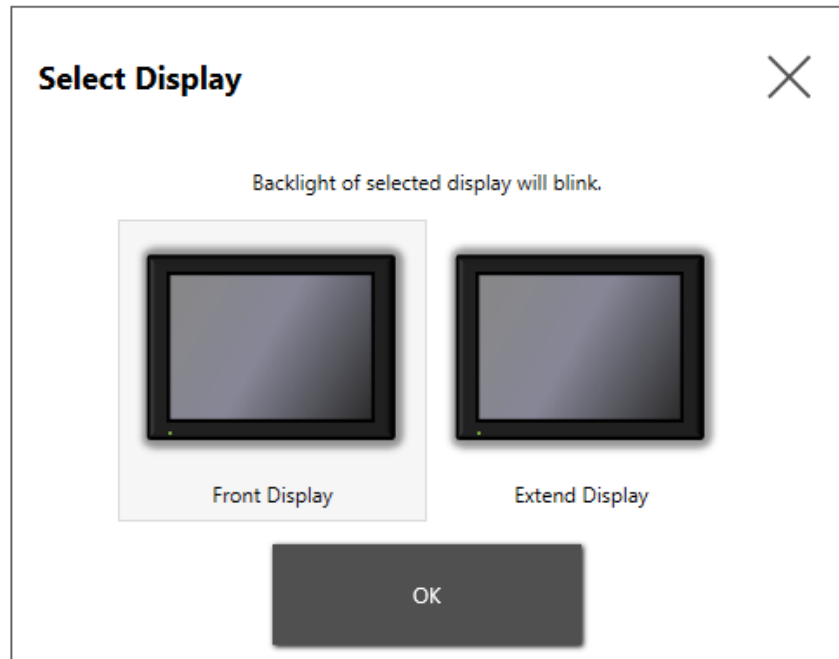 Select Display
Backlight of selected display will blink.
Front Display
Extend Display
OK